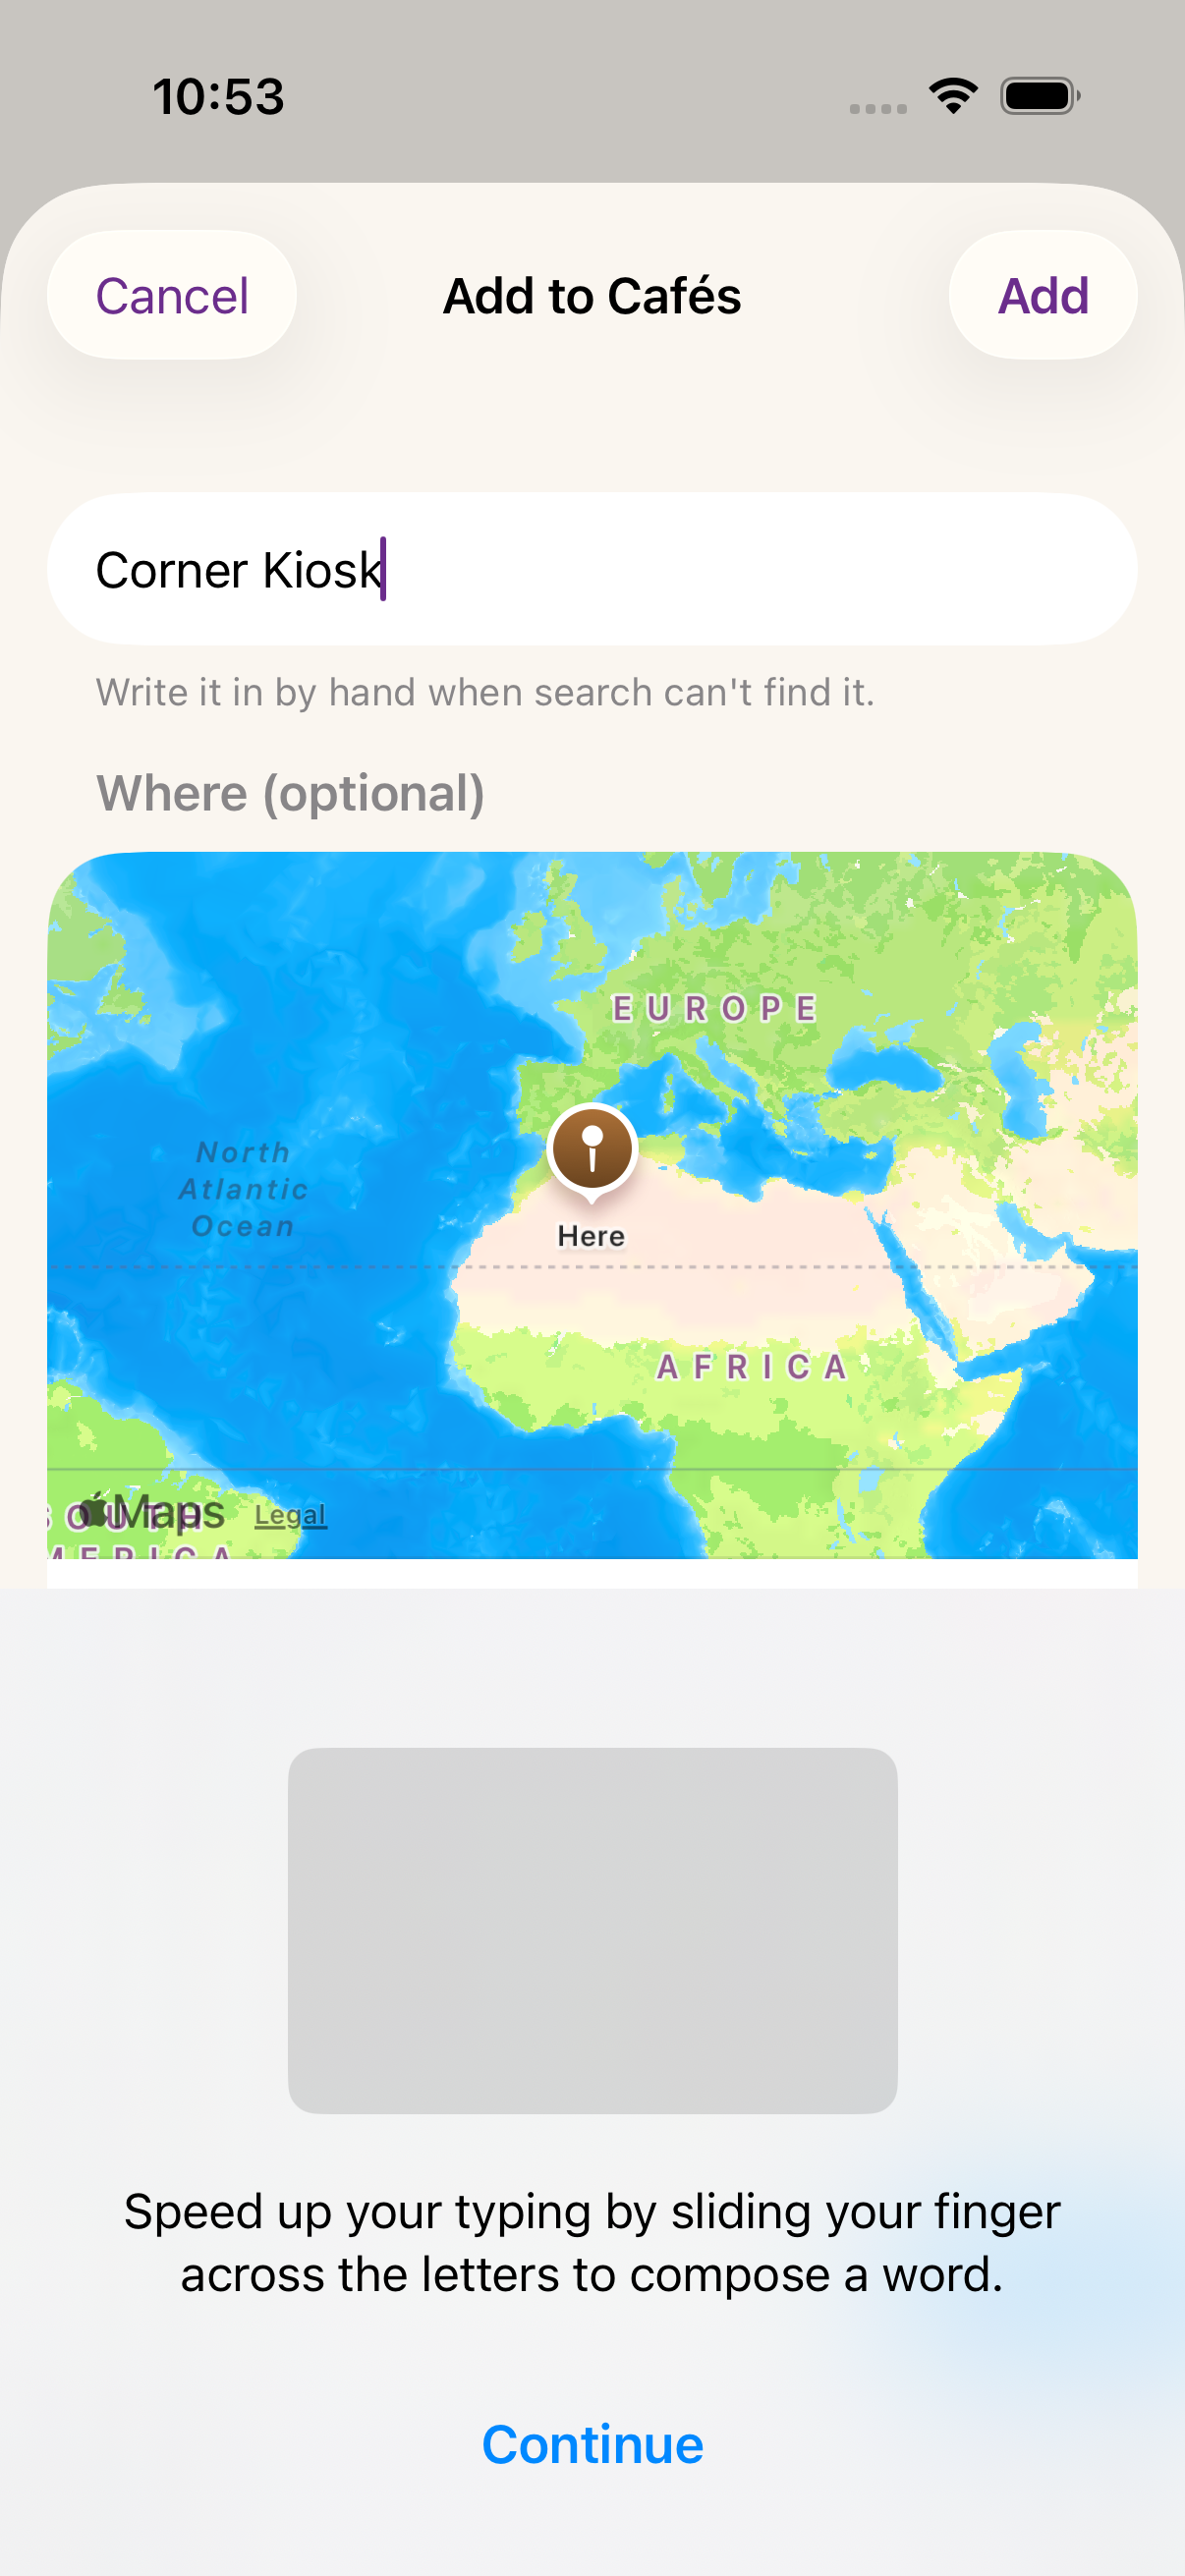 10:53
Cancel
Add to Cafés
Add
Corner Kiosk
Write it in by hand when search can't find it.
Where (optional)
EUROPE
North
Atlantic
Ocean
Here
AFRICA
SOUTH
Maps
Legal
MERICA
Speed up your typing by sliding your finger
across the letters to compose a word.
Continue